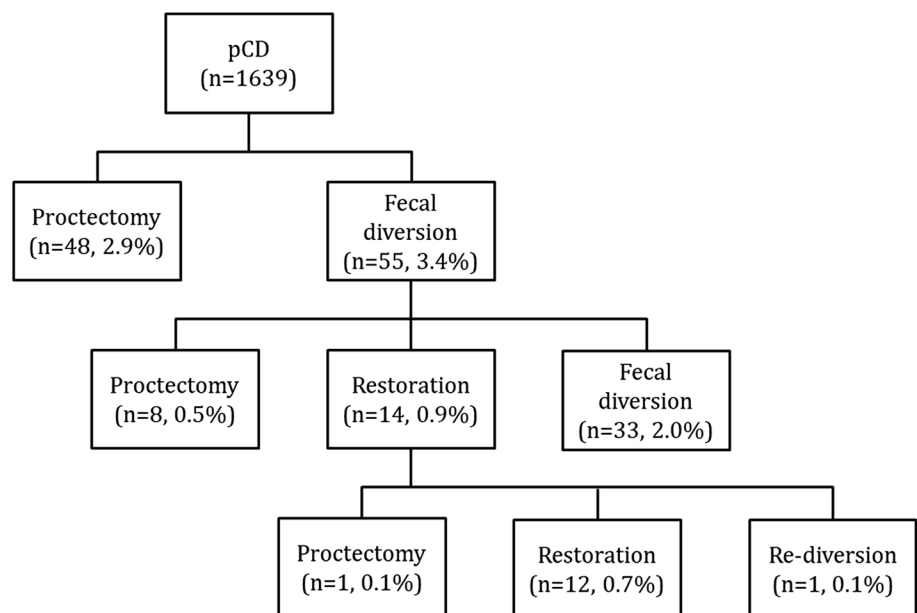 pCD
(n=1639)
Proctectomy
(n=48, 2.9%)
Fecal
diversion
(n=55, 3.4%)
Proctectomy
(n=8, 0.5%)
Restoration
(n=14, 0.9%)
Fecal
diversion
(n=33, 2.0%)
Proctectomy
(n=1, 0.1%)
Restoration
(n=12, 0.7%)
Re-diversion
(n=1, 0.1%)